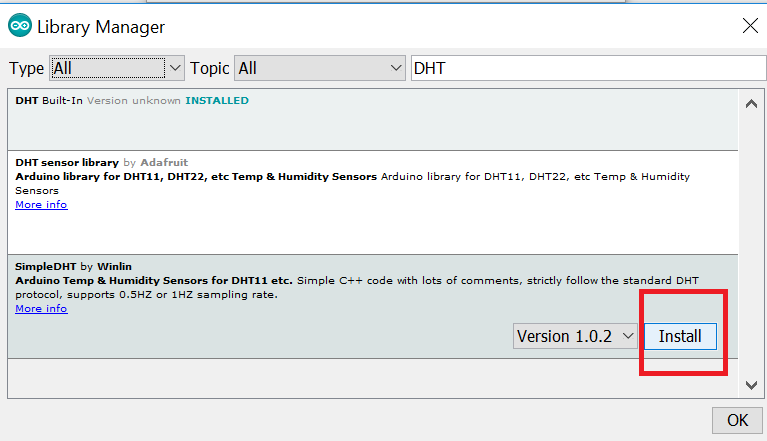 Library Manager
Type All Topic All DHT
DHT Built-In Version unknown INSTALLED
DHT sensor library by Adafruit
Arduino library for DHT11, DHT22, etc Temp & Humidity Sensors Arduino library for DHT11, DHT22, etc Temp & Humidity
Sensors
More info
SimpleDHT by Winlin
Arduino Temp & Humidity Sensors for DHT11 etc. Simple C++ code with lots of comments, strictly follow the standard DHT
protocol, supports 0.5HZ or 1HZ sampling rate.
More info
Version 1.0.2 Install
OK